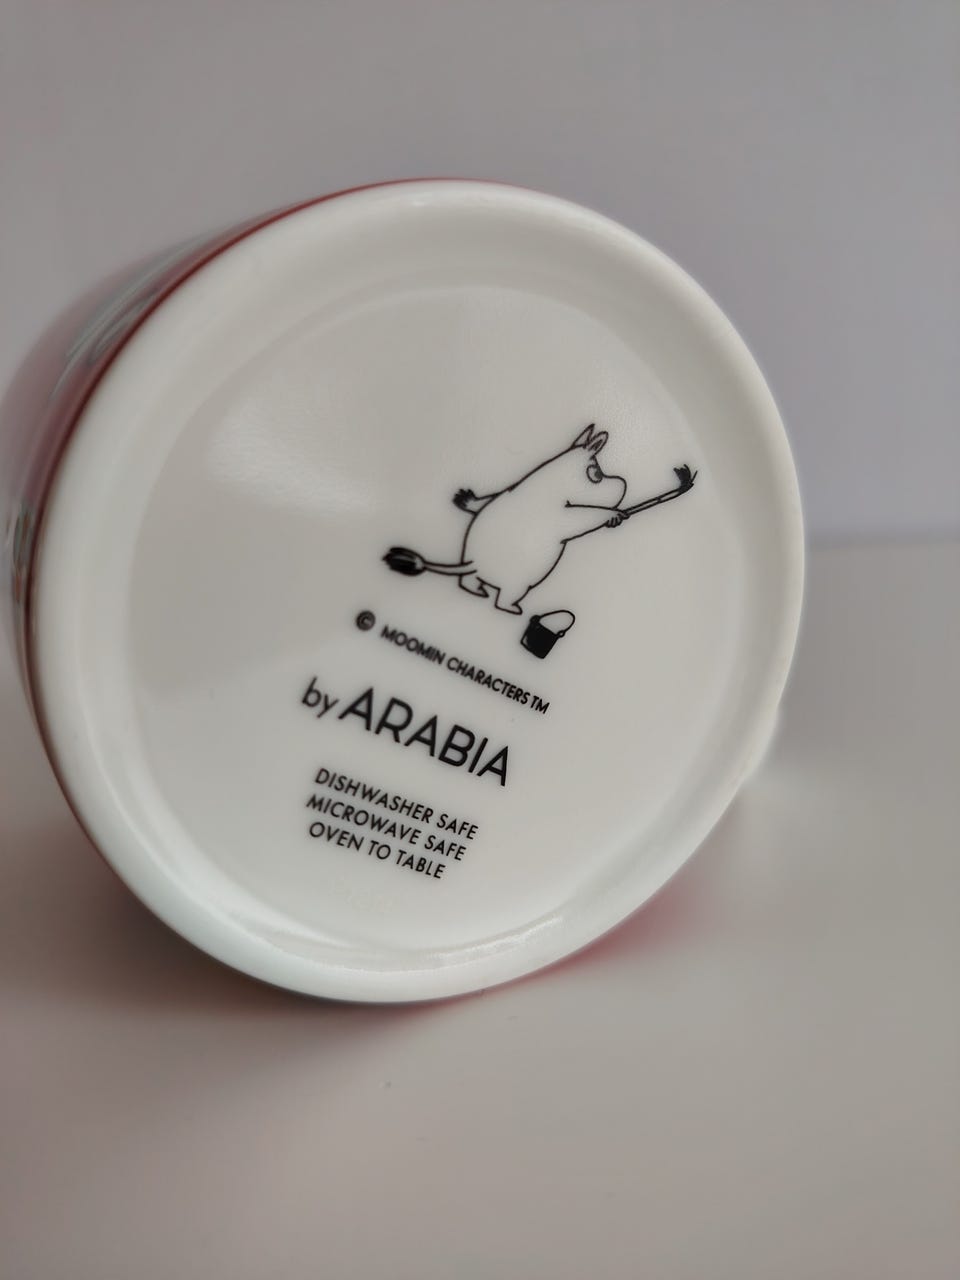 © MOOMIN CHARACTERS™
by ARABIA
DISHWASHER SAFE
MICROWAVE SAFE
OVEN TO TABLE